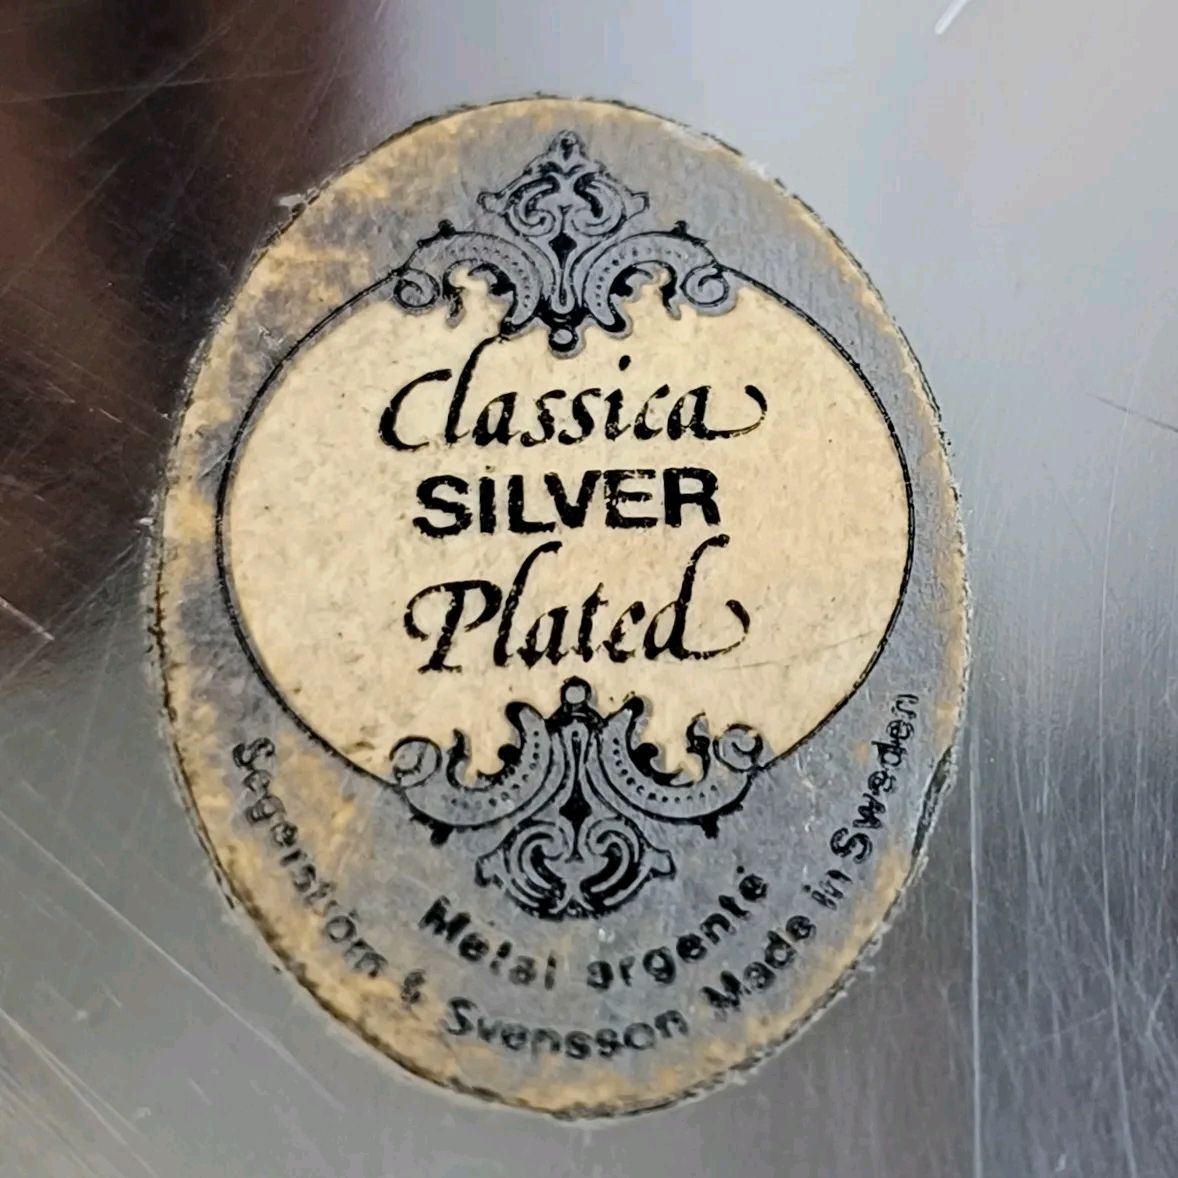 Classica
SILVER
Plated
Metal argenté
Segerström & Svensson Made in Sweden